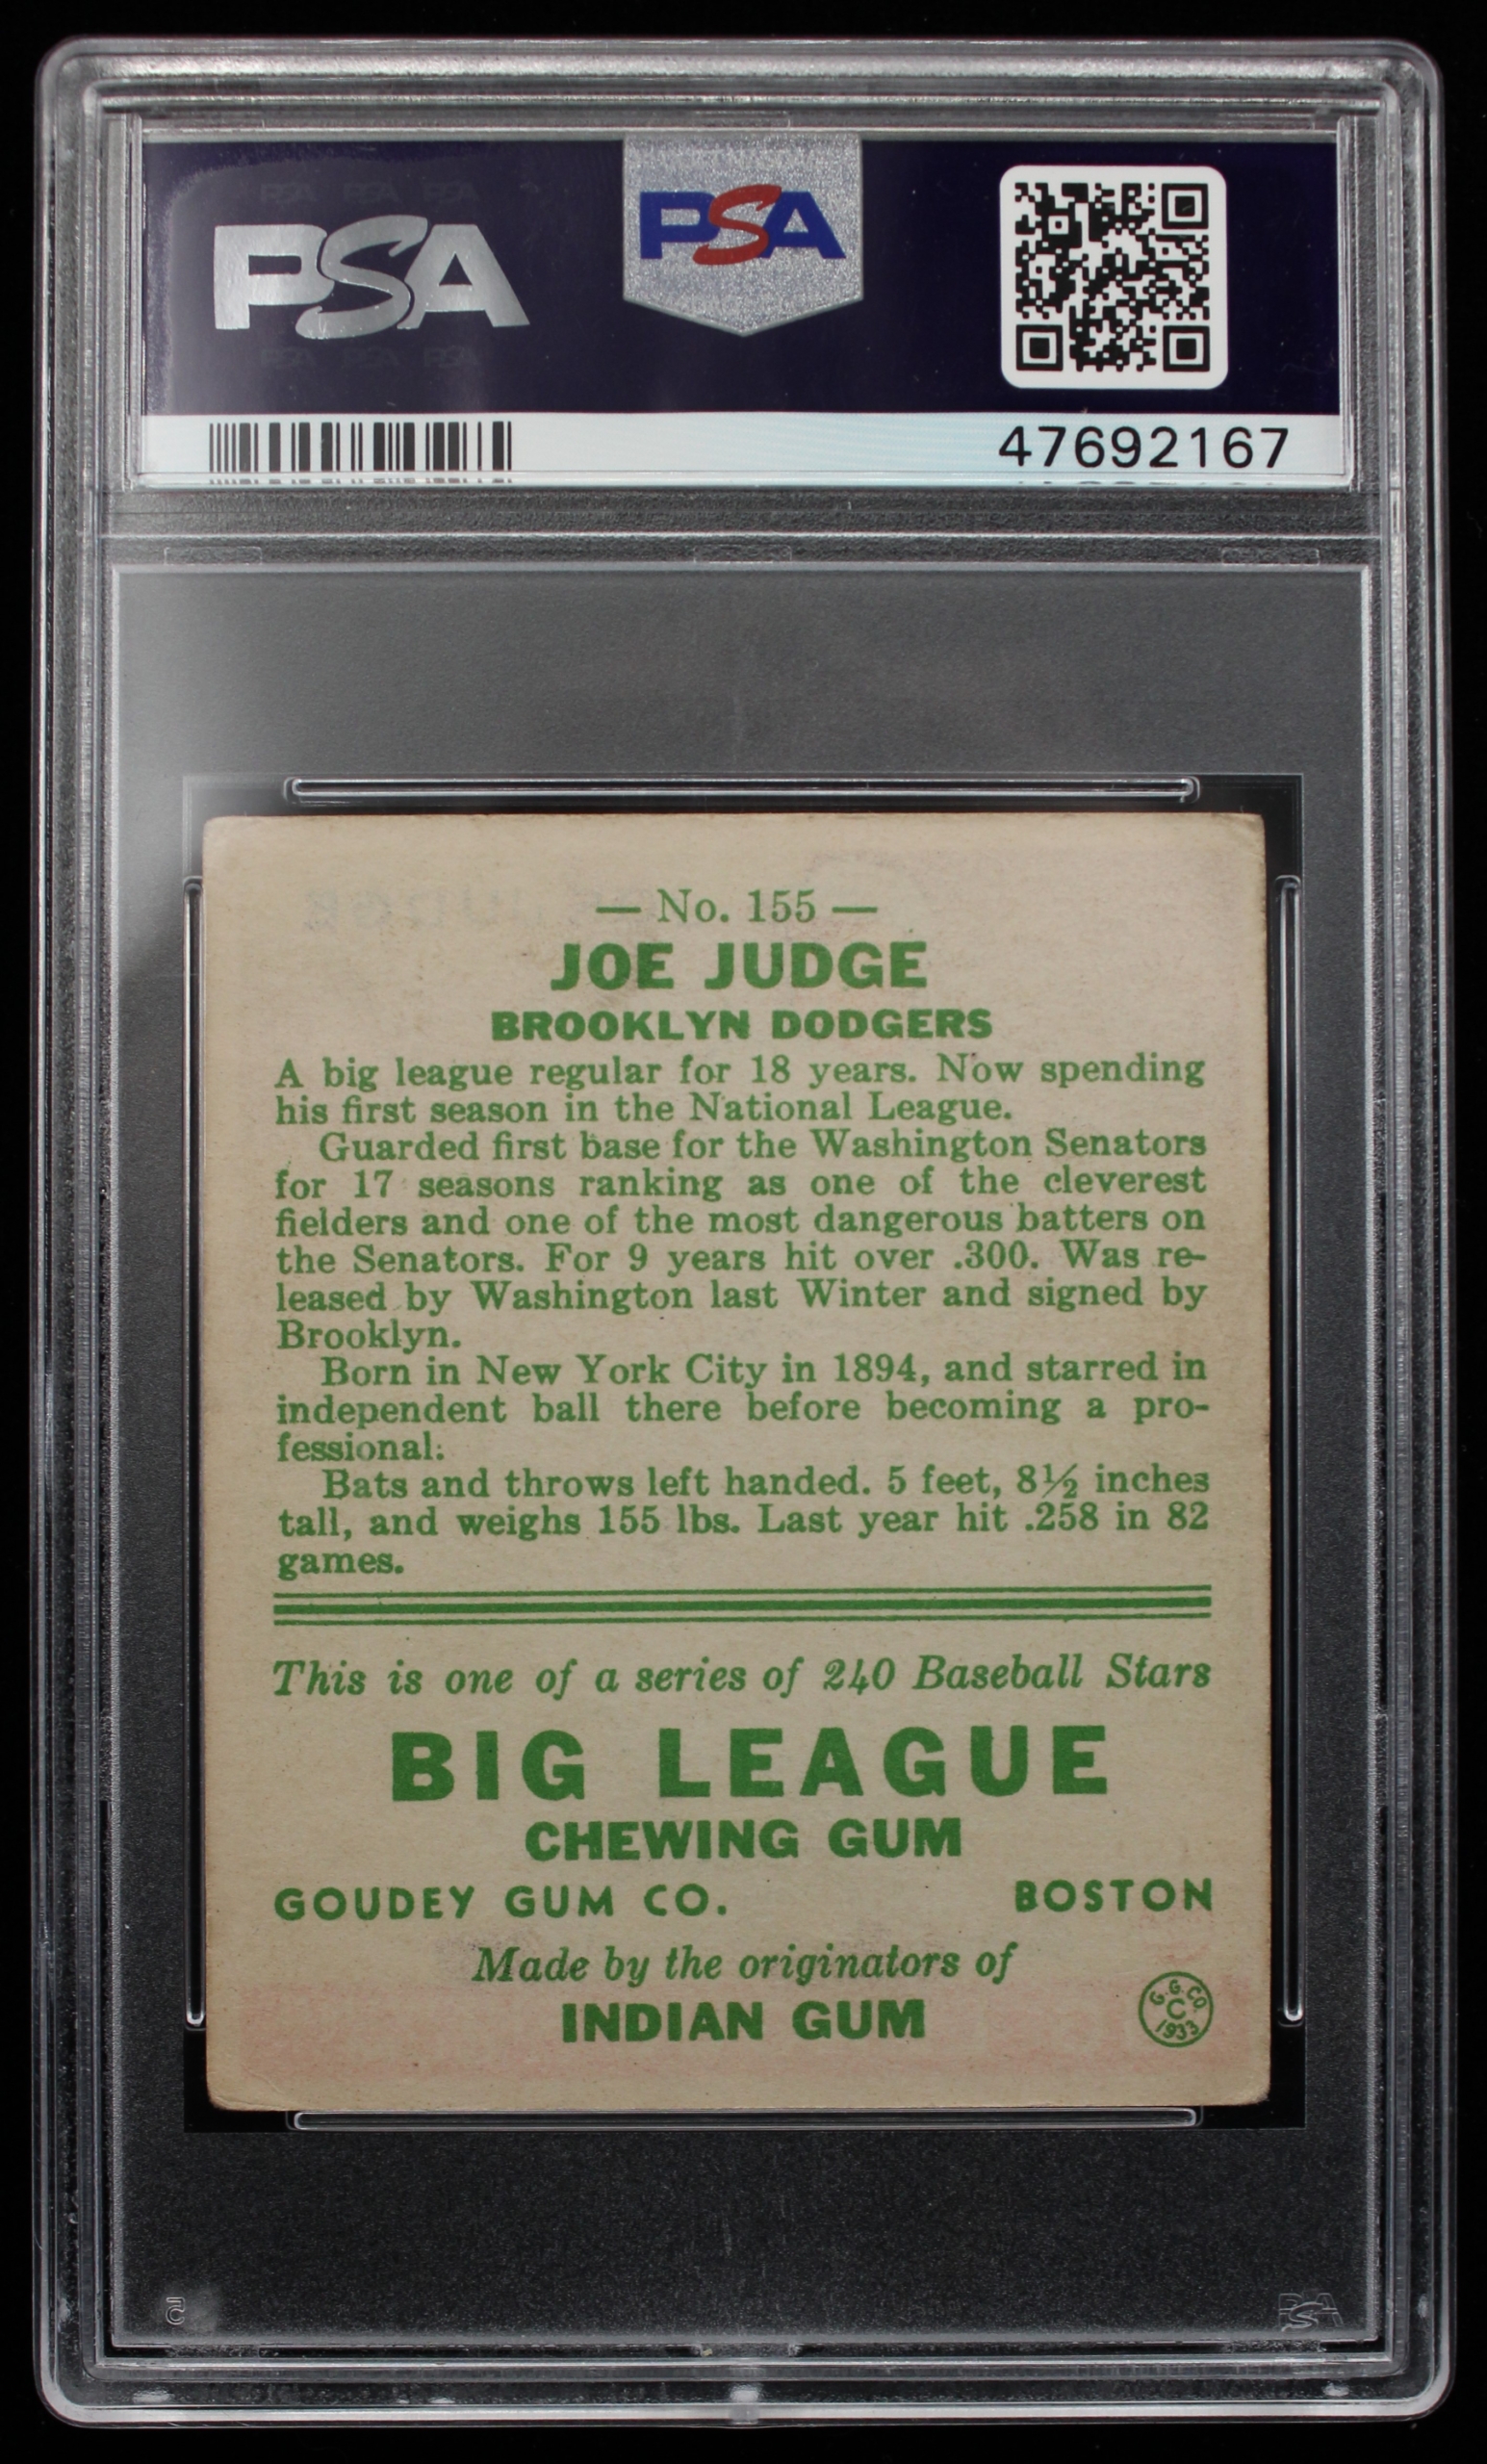 PSA
PSA
47692167
— No. 155 —
JOE JUDGE
BROOKLYN DODGERS
A big league regular for 18 years. Now spending
his first season in the National League.
Guarded first base for the Washington Senators
for 17 seasons ranking as one of the cleverest
fielders and one of the most dangerous batters on
the Senators. For 9 years hit over .300. Was re-
leased by Washington last Winter and signed by
Brooklyn.
Born in New York City in 1894, and starred in
independent ball there before becoming a pro-
fessional.
Bats and throws left handed. 5 feet, 8½ inches
tall, and weighs 155 lbs. Last year hit .258 in 82
games.
This is one of a series of 240 Baseball Stars
BIG LEAGUE
CHEWING GUM
GOUDEY GUM CO. BOSTON
Made by the originators of
INDIAN GUM
G. G. CO.
C
1933
PSA